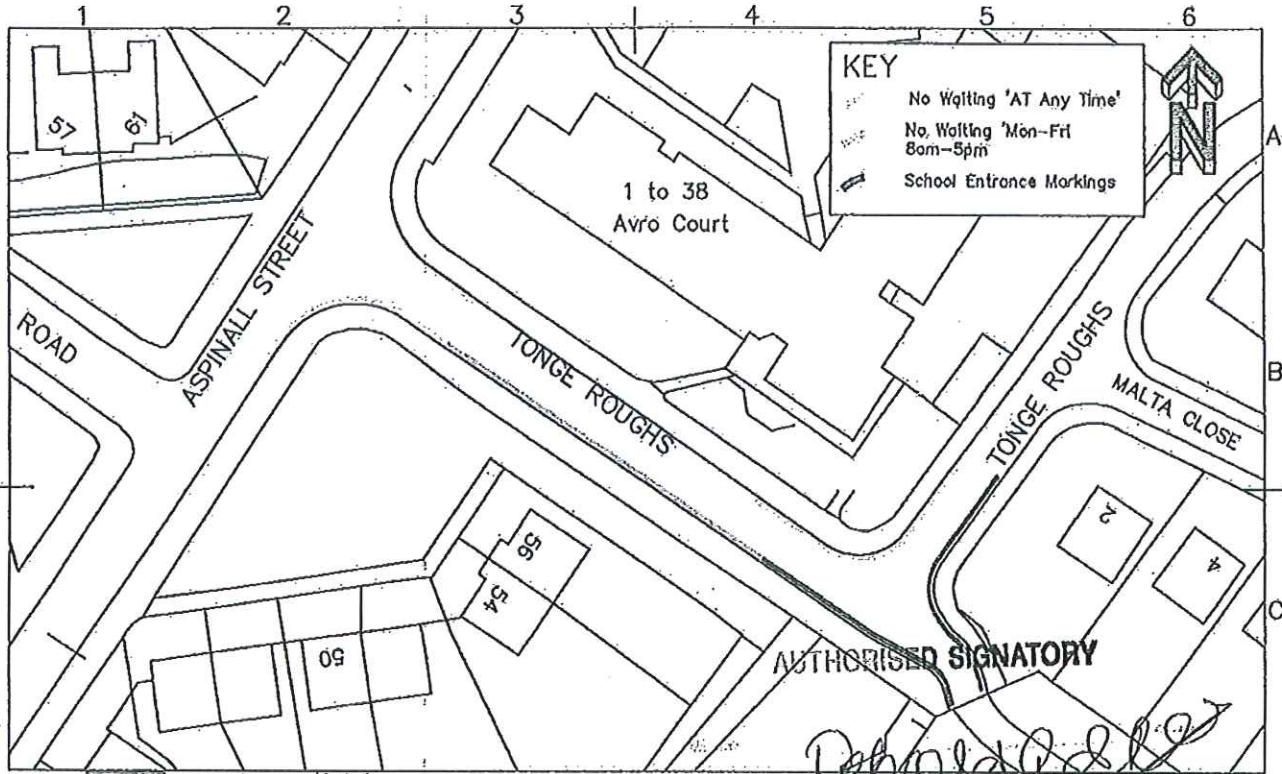 1 2 3 4 5 6
KEY
No Waiting 'AT Any Time'
No Waiting 'Mon-Fri
8am-5pm
School Entrance Markings
N
A
57
61
1 to 38
Avro Court
ASPINALL STREET
ROAD
TONGE ROUGHS
TONGE ROUGHS
B
MALTA CLOSE
2
4
56
54
50
C
AUTHORISED SIGNATORY